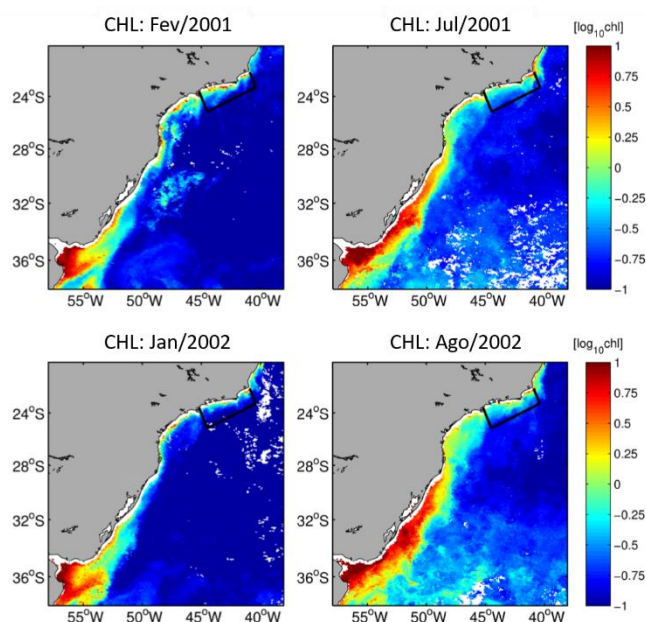 CHL: Fev/2001
CHL: Jul/2001
[log10chl]
24°S
28°S
32°S
36°S
55°W
50°W
45°W
40°W
24°S
28°S
32°S
36°S
55°W
50°W
45°W
40°W
1
0.75
0.5
0.25
0
-0.25
-0.5
-0.75
-1
CHL: Jan/2002
CHL: Ago/2002
[log10chl]
24°S
28°S
32°S
36°S
55°W
50°W
45°W
40°W
24°S
28°S
32°S
36°S
55°W
50°W
45°W
40°W
1
0.75
0.5
0.25
0
-0.25
-0.5
-0.75
-1